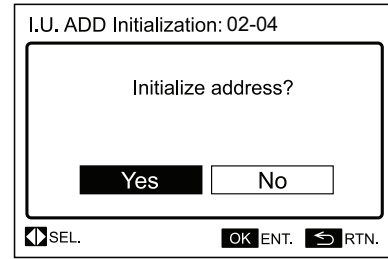 I.U. ADD Initialization: 02-04
Initialize address?
Yes No
SEL. OK ENT. RTN.